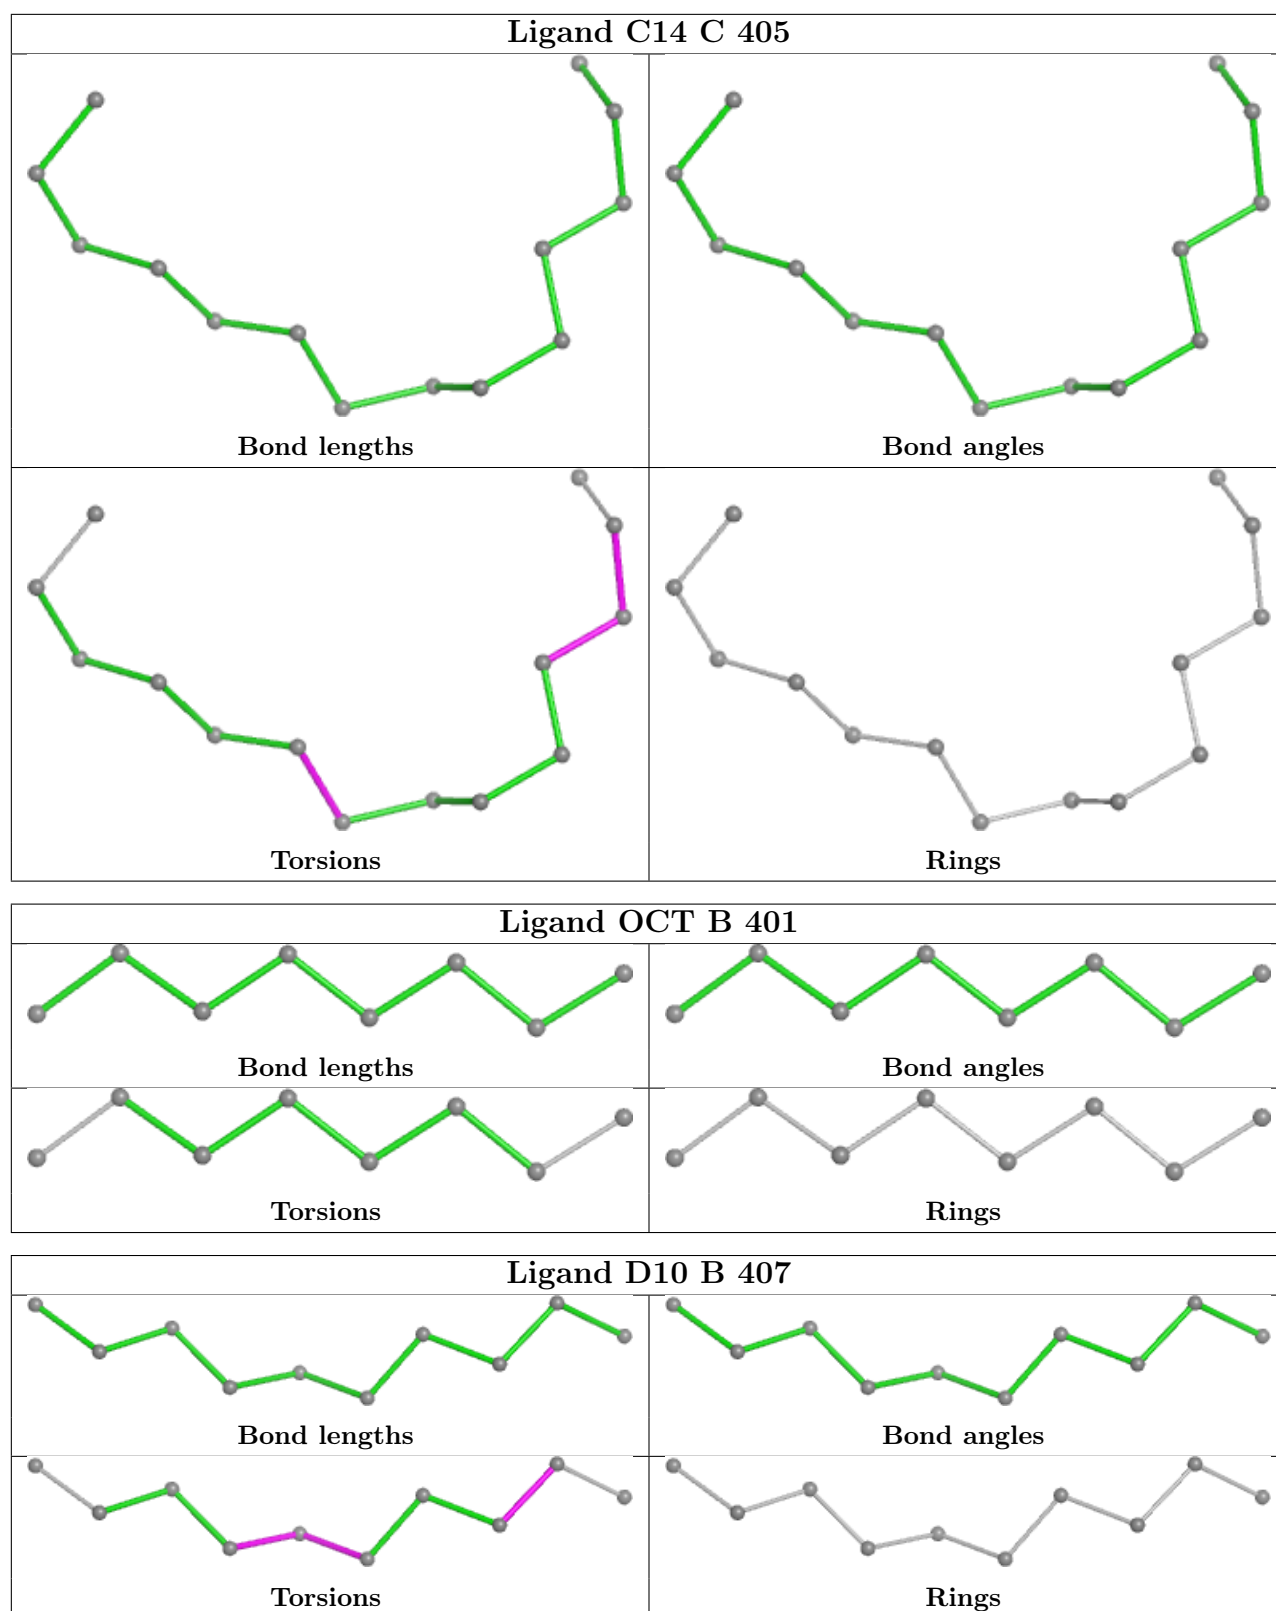 Ligand C14 C 405
Bond lengths
Bond angles
Torsions
Rings
Ligand OCT B 401
Bond lengths
Bond angles
Torsions
Rings
Ligand D10 B 407
Bond lengths
Bond angles
Torsions
Rings